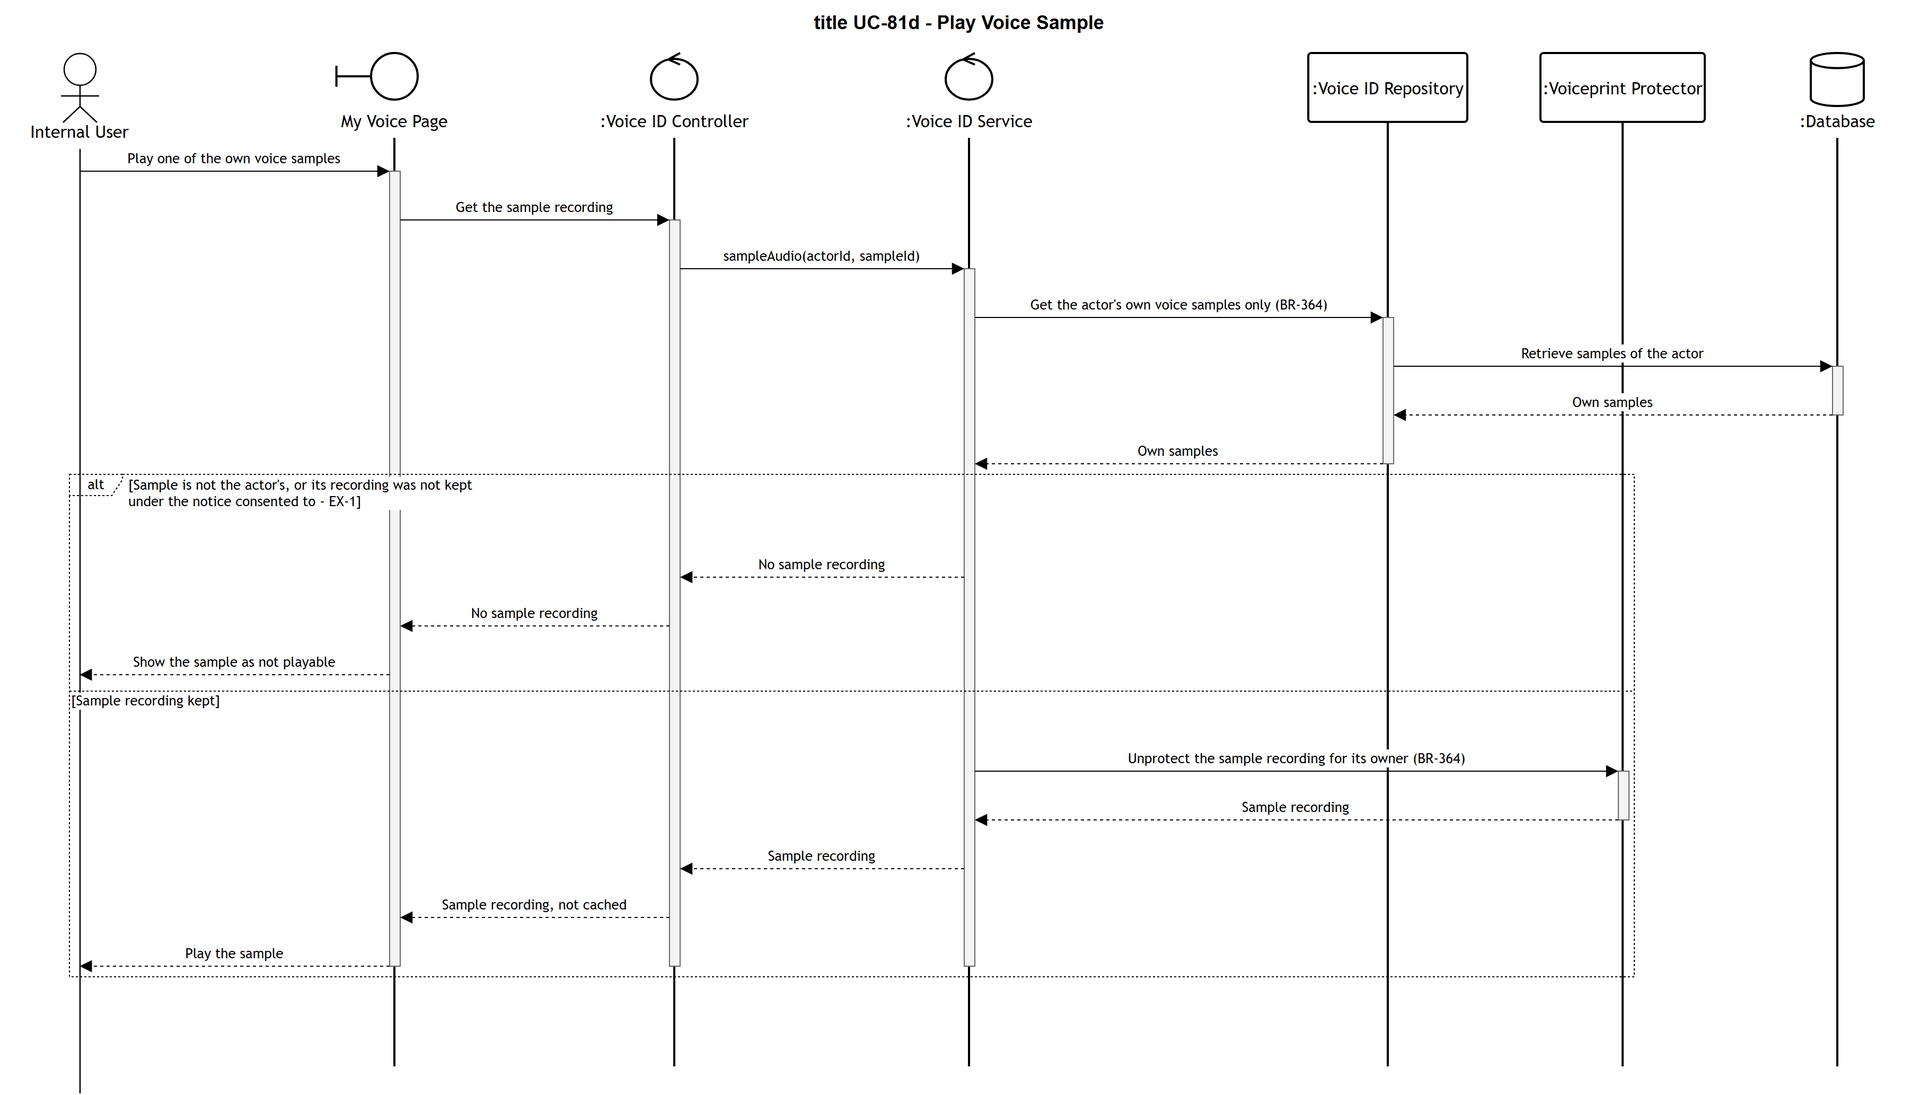 title UC-81d - Play Voice Sample
Internal User
My Voice Page
:Voice ID Controller
:Voice ID Service
:Voice ID Repository
:Voiceprint Protector
:Database
Play one of the own voice samples
Get the sample recording
sampleAudio(actorId, sampleId)
Get the actor's own voice samples only (BR-364)
Retrieve samples of the actor
Own samples
Own samples
alt
[Sample is not the actor's, or its recording was not kept
under the notice consented to - EX-1]
No sample recording
No sample recording
Show the sample as not playable
[Sample recording kept]
Unprotect the sample recording for its owner (BR-364)
Sample recording
Sample recording
Sample recording, not cached
Play the sample